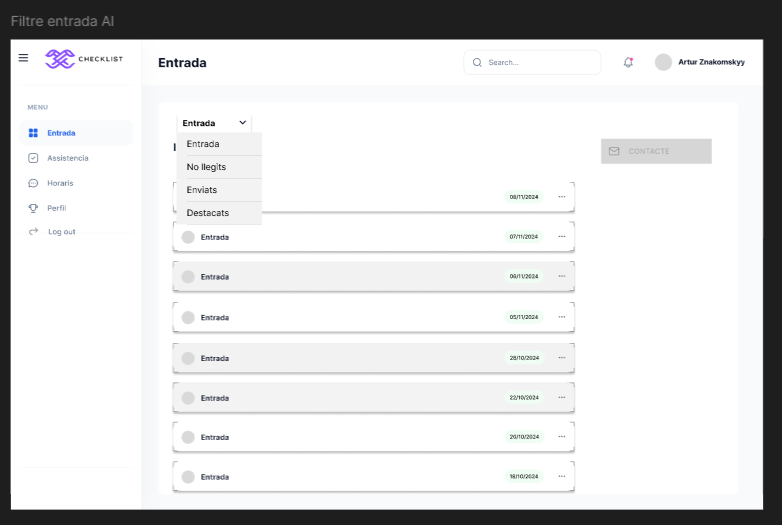 Filtre entrada AI
CHECKLIST
Entrada
Search...
Artur Znakomskyy
MENU
Entrada
Assistencia
Horaris
Perfil
Log out
Entrada
Entrada
No llegits
Enviats
Destacats
CONTACTE
08/11/2024
Entrada 07/11/2024
Entrada 06/11/2024
Entrada 05/11/2024
Entrada 28/10/2024
Entrada 22/10/2024
Entrada 20/10/2024
Entrada 16/10/2024